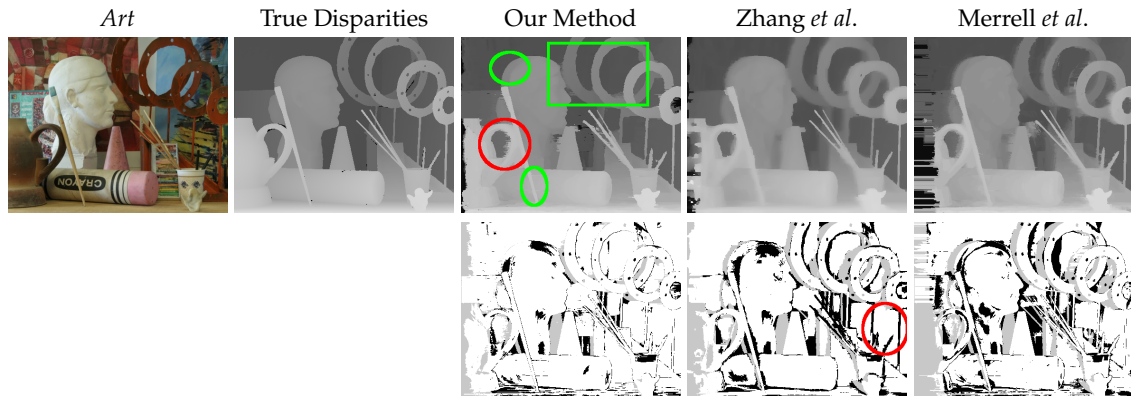 Art
True Disparities
Our Method
Zhang et al.
Merrell et al.
CRAYON